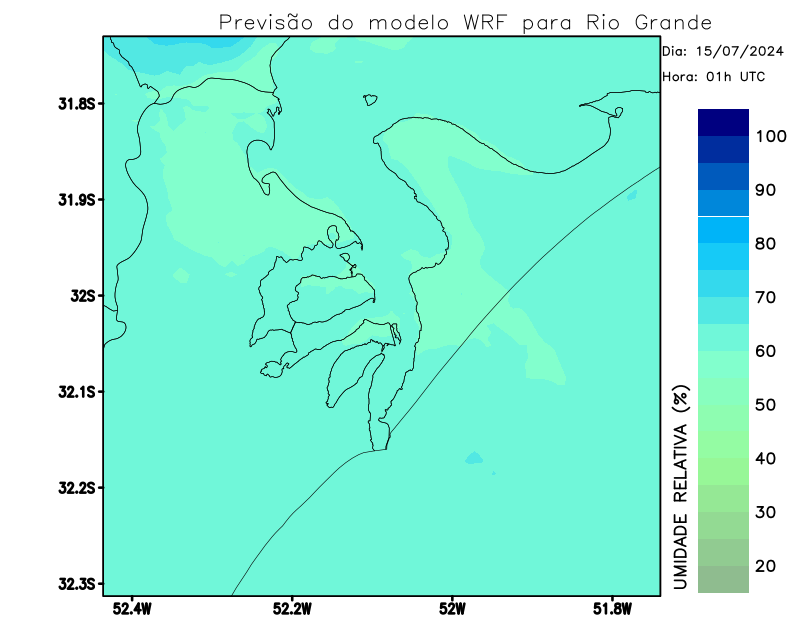 Previsão do modelo WRF para Rio Grande
Dia: 15/07/2024
Hora: 01h UTC
31.8S
31.9S
32S
32.1S
32.2S
32.3S
52.4W
52.2W
52W
51.8W
100
90
80
70
60
50
40
30
20
UMIDADE RELATIVA (%)